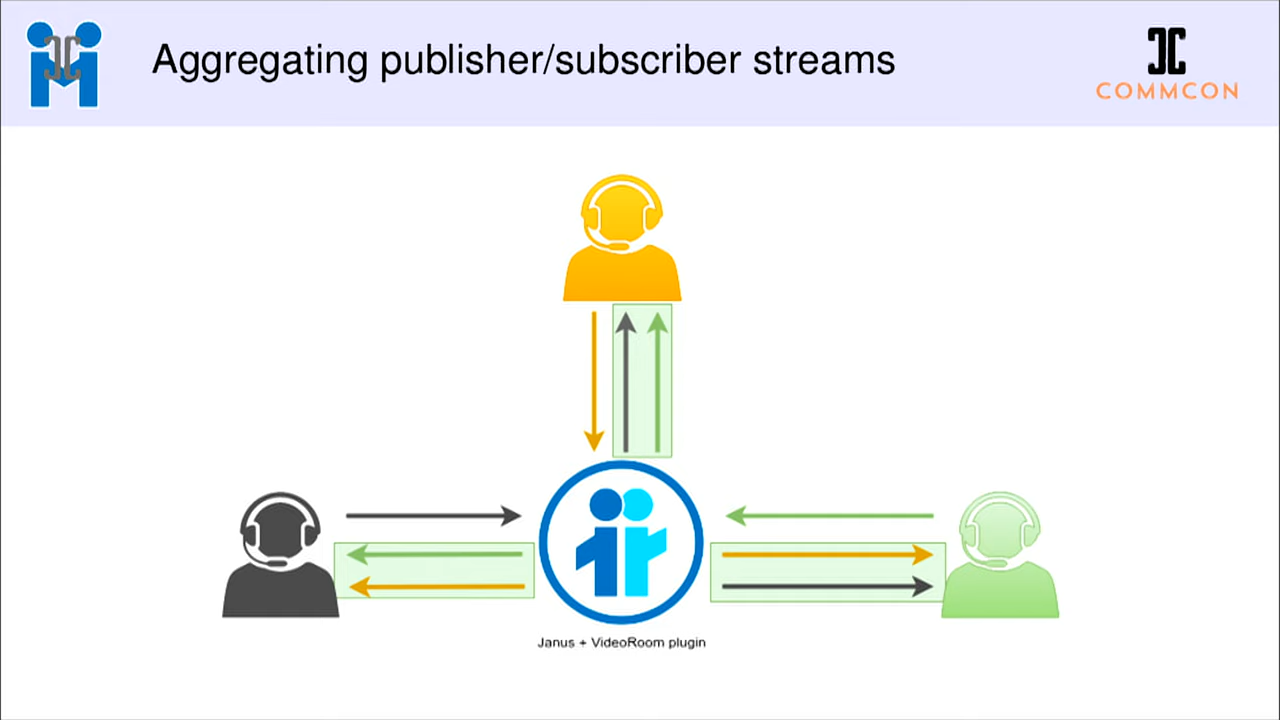 Aggregating publisher/subscriber streams
COMMCON
Janus + VideoRoom plugin